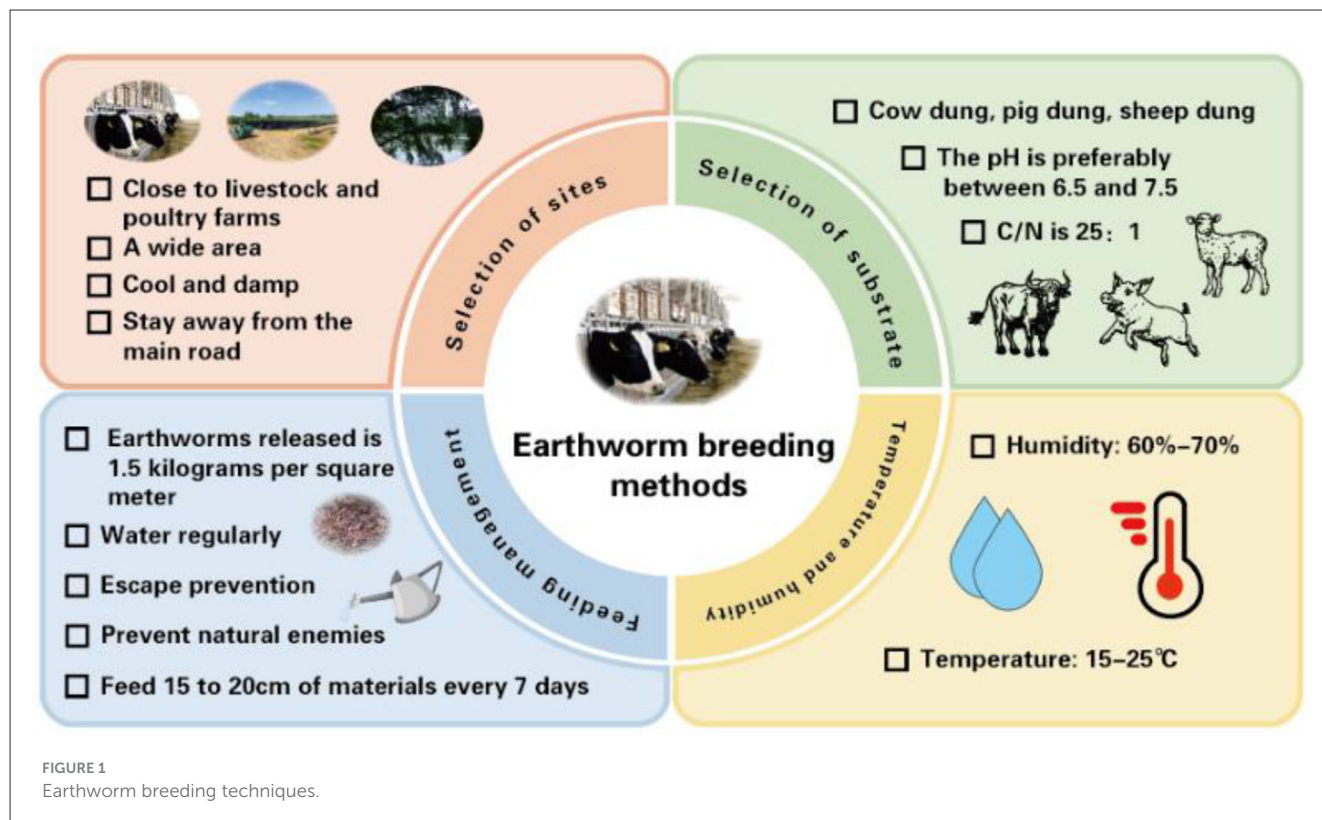 Close to livestock and
poultry farms
A wide area
Cool and damp
Stay away from the
main road
Selection of sites
Selection of substrate
Cow dung, pig dung, sheep dung
The pH is preferably
between 6.5 and 7.5
C/N is 25: 1
Earthworm breeding
methods
Earthworms released is
1.5 kilograms per square
meter
Water regularly
Escape prevention
Prevent natural enemies
Feed 15 to 20cm of materials every 7 days
Feeding management
Temperature and humidity
Humidity: 60%–70%
Temperature: 15–25℃
FIGURE 1
Earthworm breeding techniques.